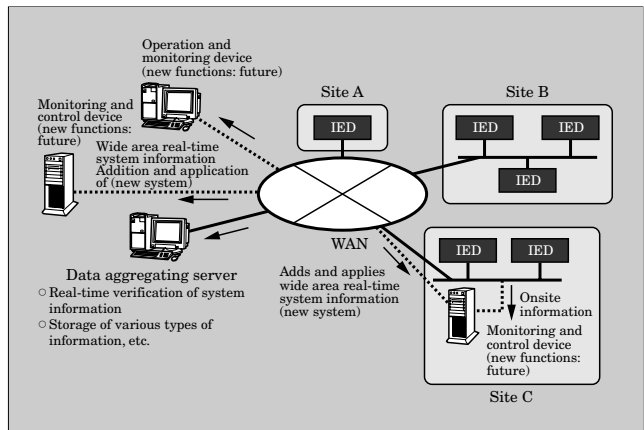 Operation and
monitoring device
(new functions: future)
Monitoring and
control device
(new functions:
future)
Wide area real-time
system information
Addition and application
of (new system)
Data aggregating server
○ Real-time verification of system
information
○ Storage of various types of
information, etc.
Site A
IED
WAN
Adds and applies
wide area real-time
system information
(new system)
Site B
IED
IED
IED
IED
IED
Onsite
information
Monitoring and
control device
(new functions:
future)
Site C